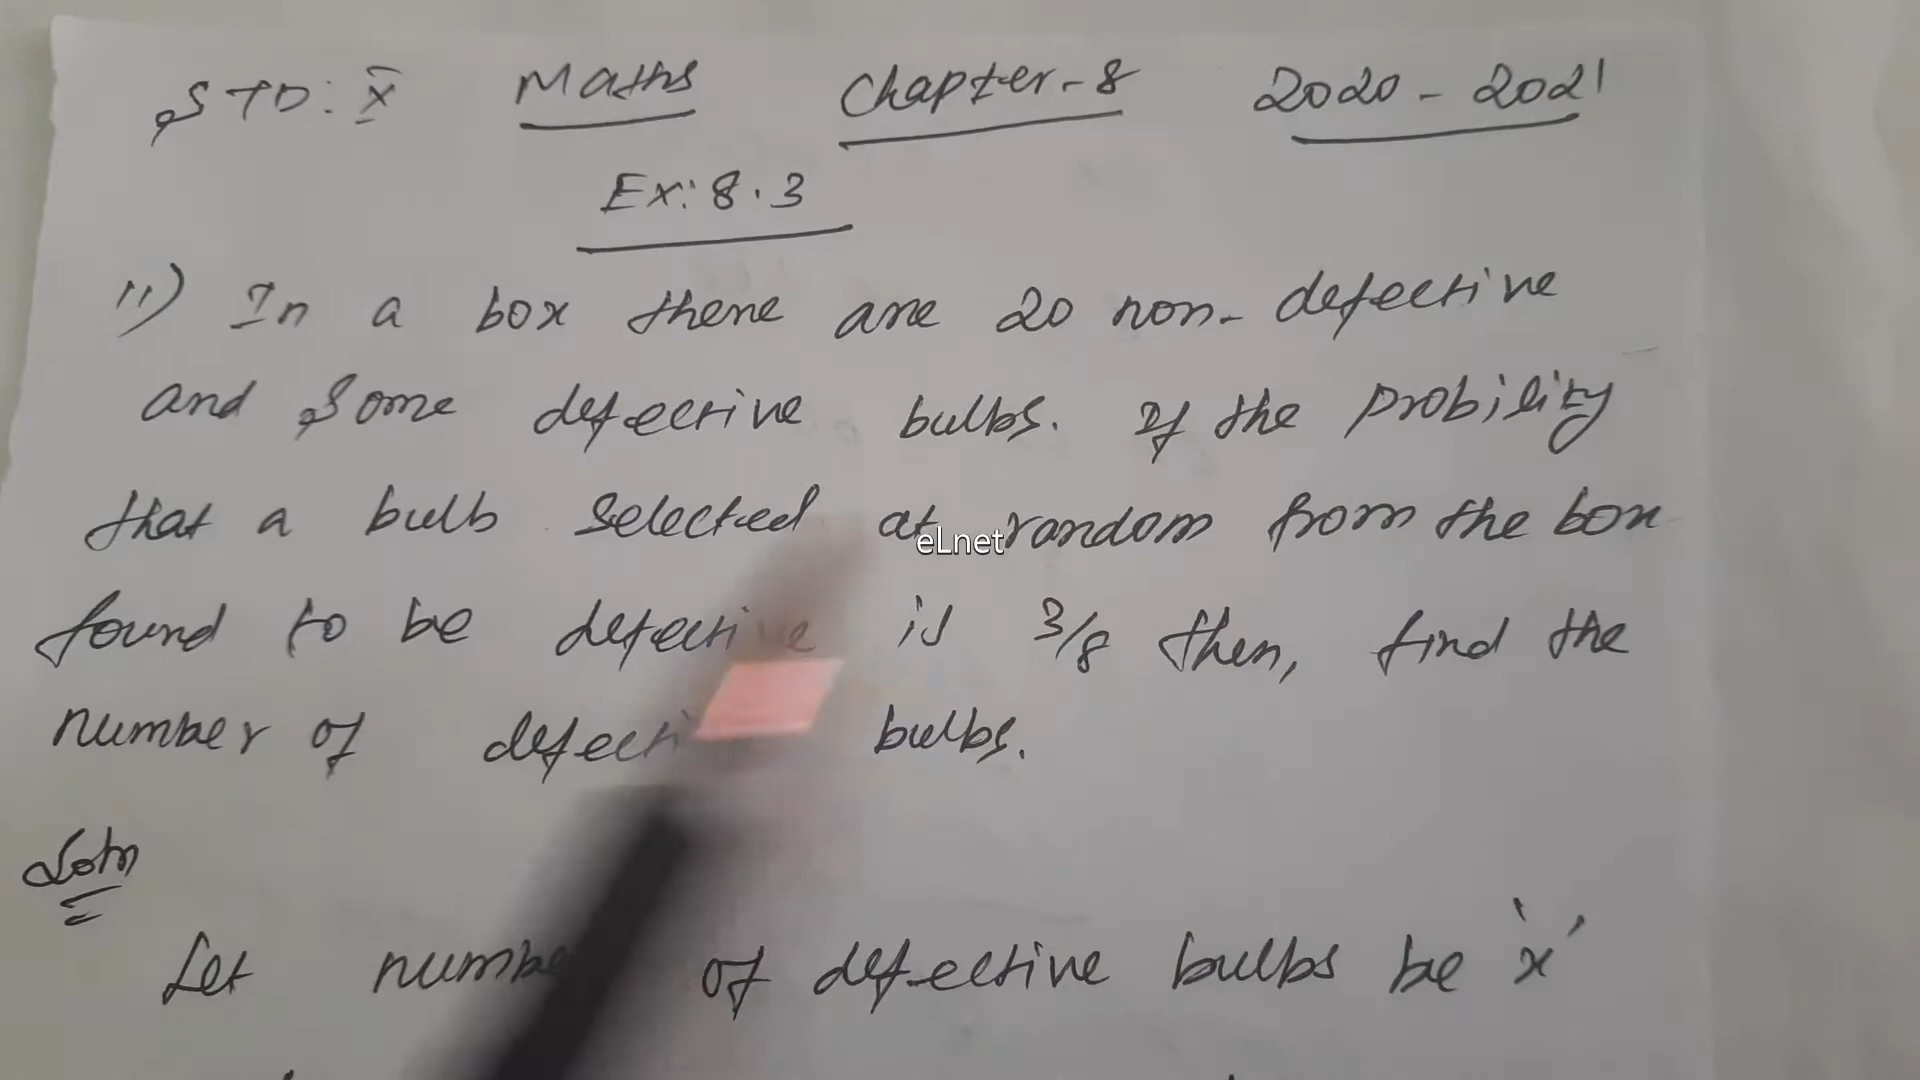 STD: X Maths Chapter-8 2020-2021
Ex: 8.3
11) In a box there are 20 non-defective
and Some defective bulbs. If the probility
that a bulb Selected at random from the box
found to be defective is 3/8 then, find the
number of defecti bulbs.
Soln
Let numbe of defective bulbs be 'x'
eLnet